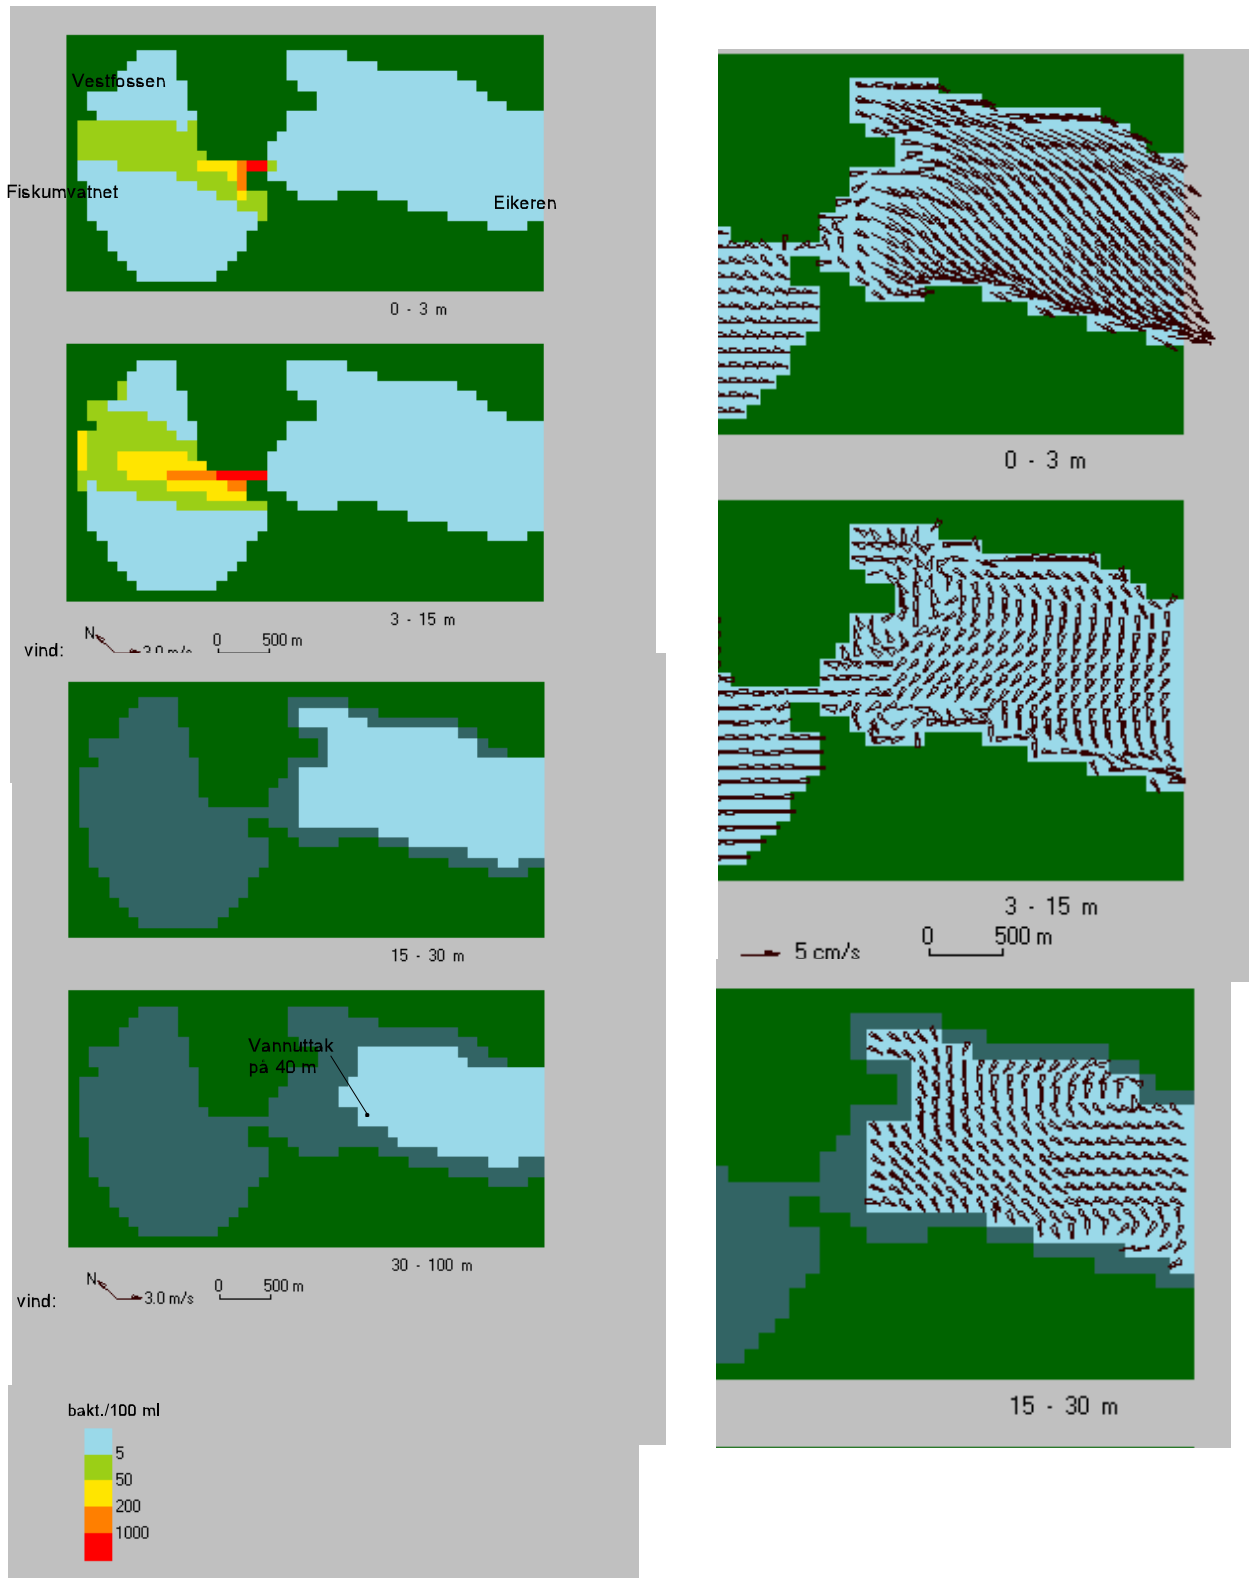 Vestfossen
Fiskumvatnet
Eikeren
0 - 3 m
3 - 15 m
vind:
N
3.0 m/s
0 500 m
15 - 30 m
Vannuttak
på 40 m
30 - 100 m
vind:
N
3.0 m/s
0 500 m
bakt./100 ml
5
50
200
1000
0 - 3 m
3 - 15 m
5 cm/s
0 500 m
15 - 30 m